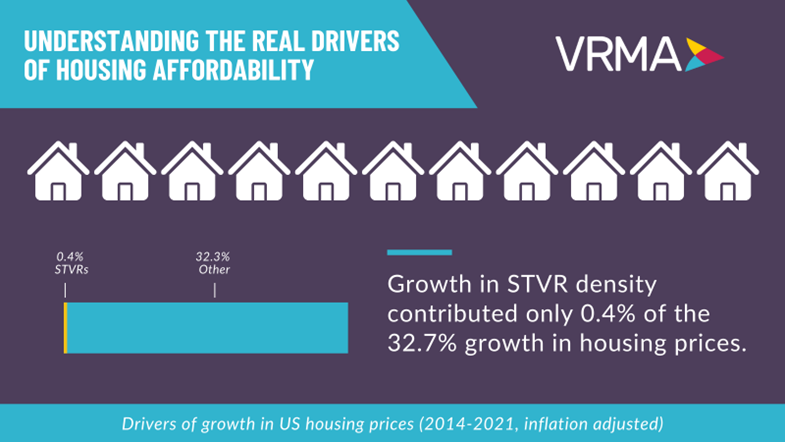 UNDERSTANDING THE REAL DRIVERS
OF HOUSING AFFORDABILITY
VRMA
0.4%
STVRs
32.3%
Other
Growth in STVR density
contributed only 0.4% of the
32.7% growth in housing prices.
Drivers of growth in US housing prices (2014-2021, inflation adjusted)